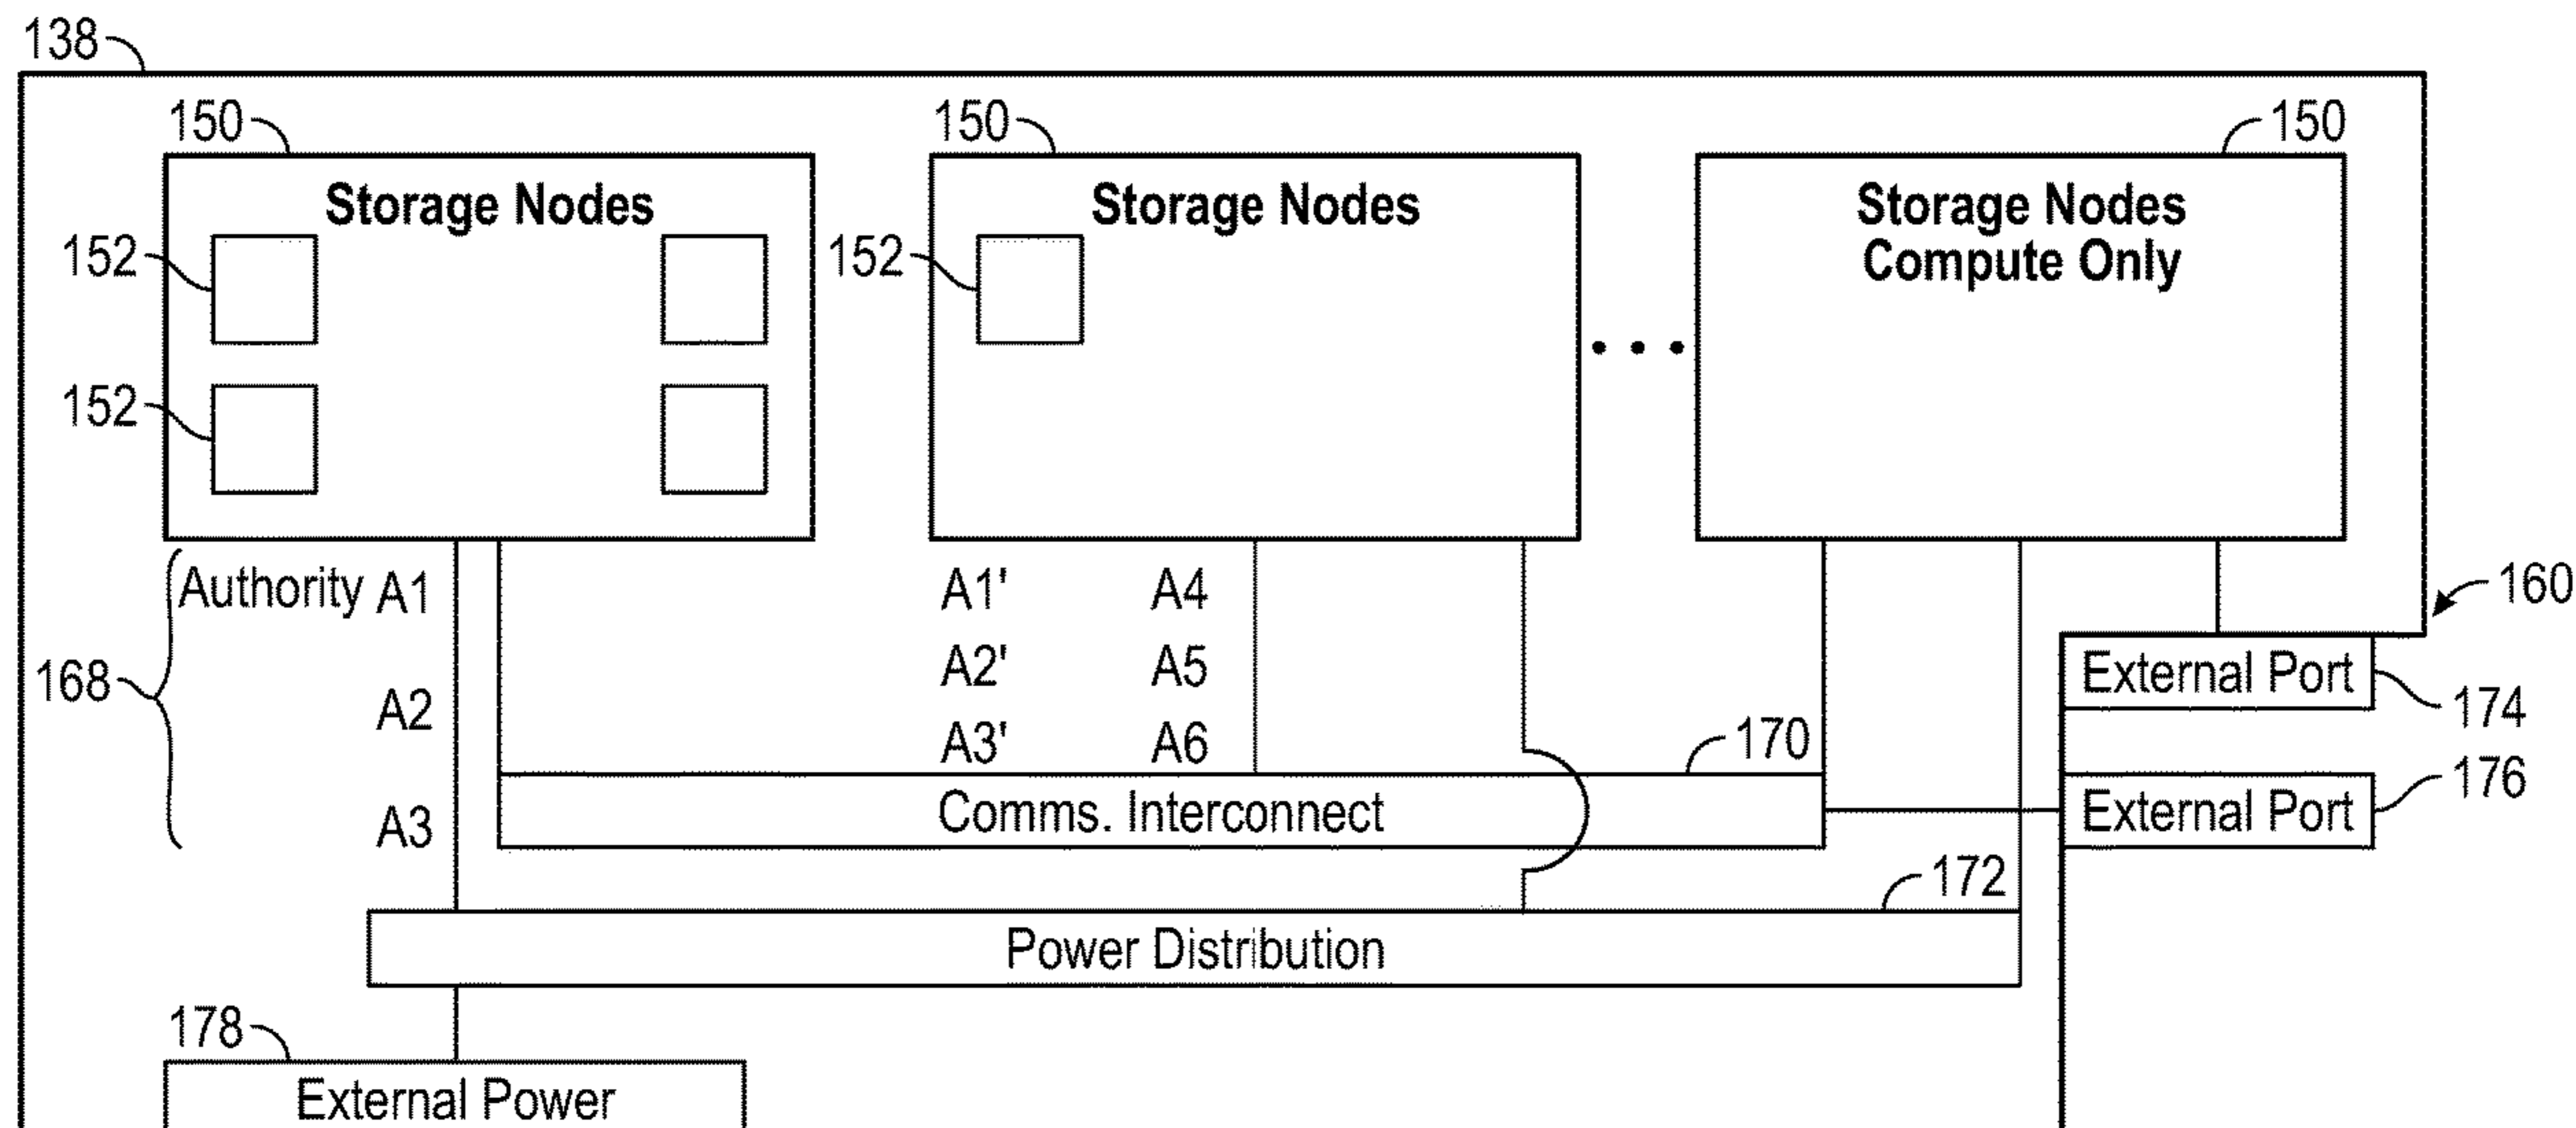 138
150
150
150
Storage Nodes
Storage Nodes
Storage Nodes
Compute Only
152
152
152
168
Authority A1
A2
A3
A1' A4
A2' A5
A3' A6
160
External Port
174
170
Comms. Interconnect
External Port
176
172
Power Distribution
178
External Power